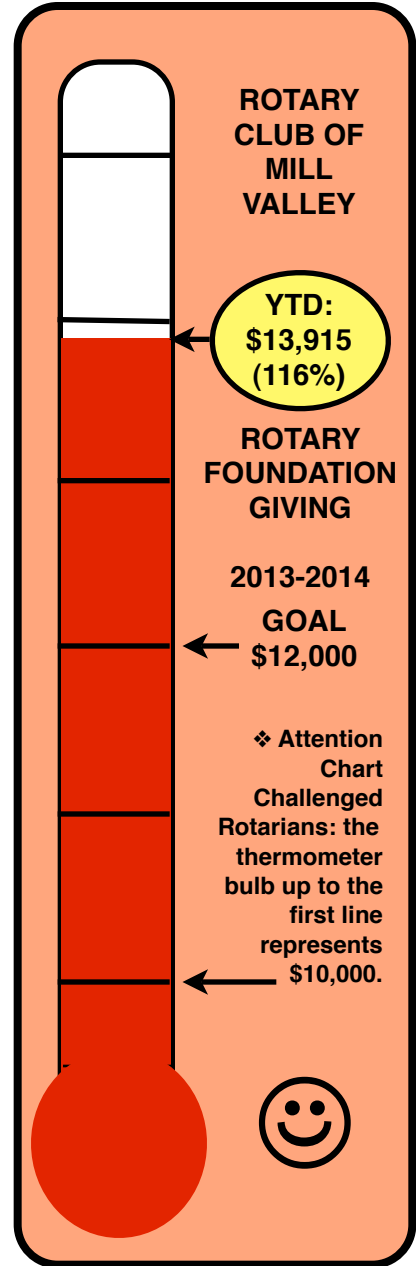 ROTARY
CLUB OF
MILL
VALLEY
YTD:
$13,915
(116%)
ROTARY
FOUNDATION
GIVING
2013-2014
GOAL
$12,000
❖ Attention
Chart
Challenged
Rotarians: the
thermometer
bulb up to the
first line
represents
$10,000.